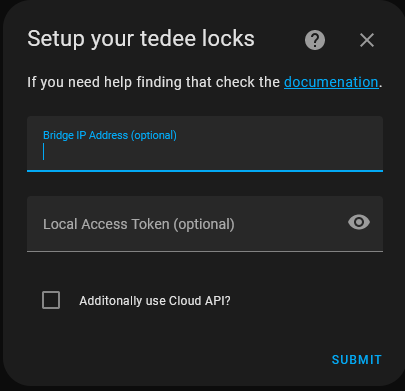 Setup your tedee locks
If you need help finding that check the documenation.
Bridge IP Address (optional)
Local Access Token (optional)
Additonally use Cloud API?
SUBMIT